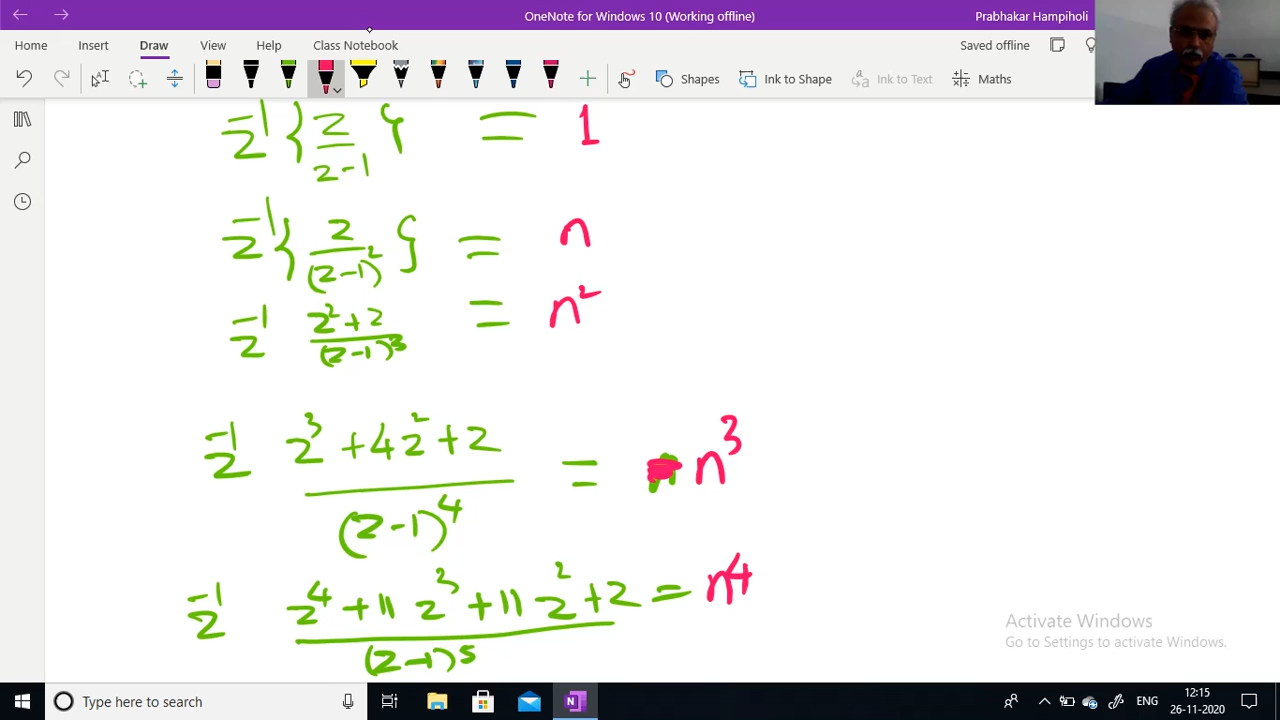 OneNote for Windows 10 (Working offline)
Prabhakar Hampiholi
Home Insert Draw View Help Class Notebook Saved offline
Shapes Ink to Shape Ink to Text Maths
z⁻¹ { z/(z-1) } = 1
z⁻¹ { z/(z-1)² } = n
z⁻¹ (z²+z)/(z-1)³ = n²
z⁻¹ (z³+4z²+z)/(z-1)⁴ = n³
z⁻¹ (z⁴+11z³+11z²+z)/(z-1)⁵ = n⁴
Activate Windows
Go to Settings to activate Windows.
Type here to search
ENG
12:15
26-11-2020